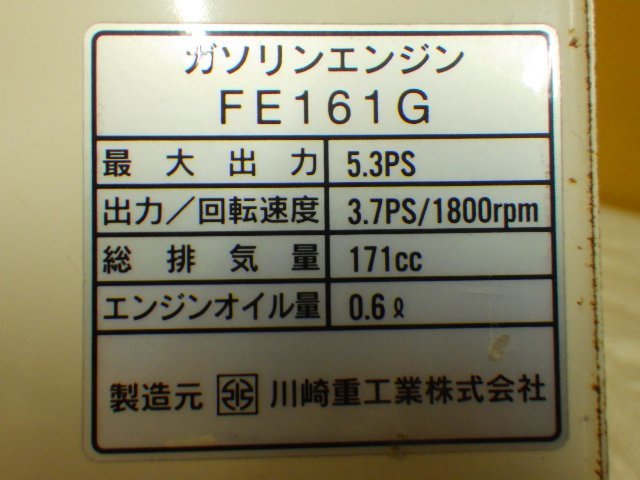 ガソリンエンジン
FE161G
最大出力 5.3PS
出力／回転速度 3.7PS/1800rpm
総排気量 171cc
エンジンオイル量 0.6ℓ
製造元 川崎重工業株式会社